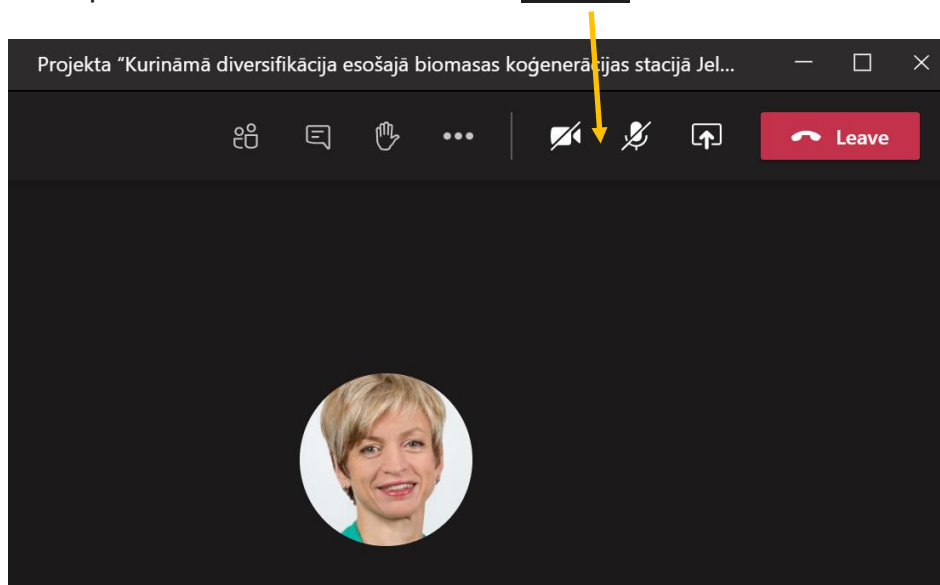 Projekta “Kurināmā diversifikācija esošajā biomasas koģenerācijas stacijā Jel...
Leave